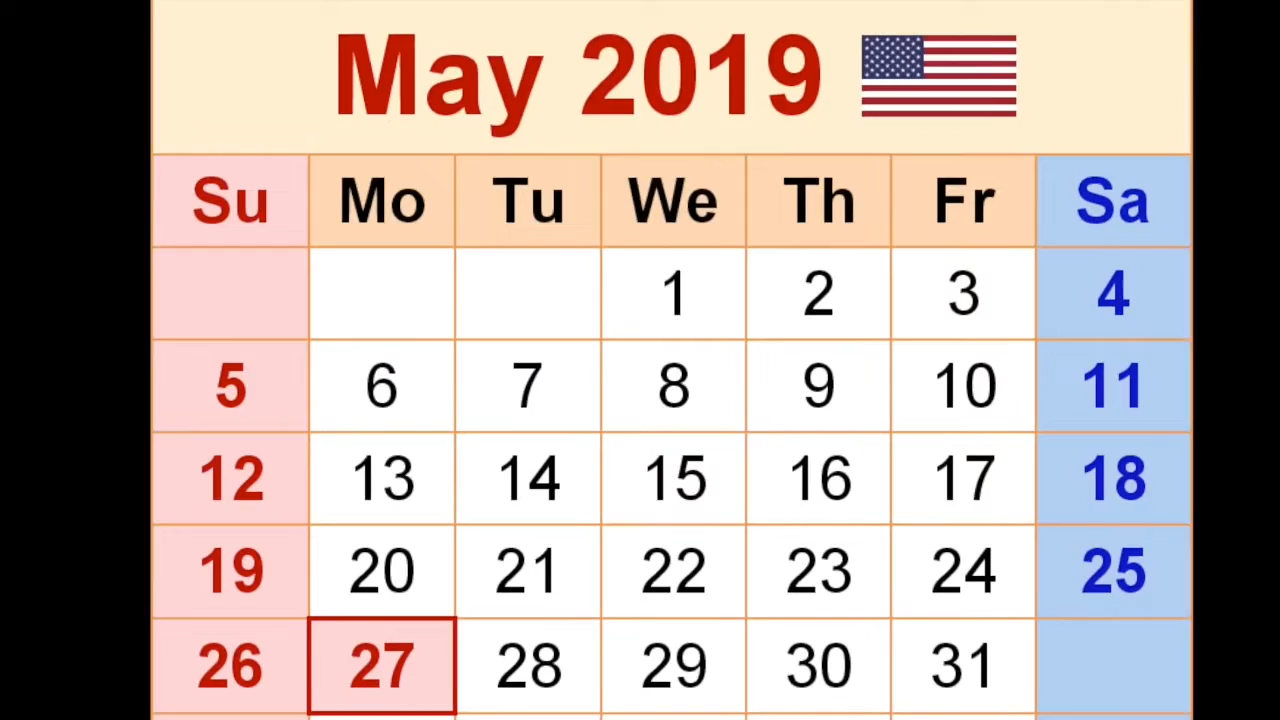 May 2019
Su Mo Tu We Th Fr Sa
1 2 3 4
5 6 7 8 9 10 11
12 13 14 15 16 17 18
19 20 21 22 23 24 25
26 27 28 29 30 31